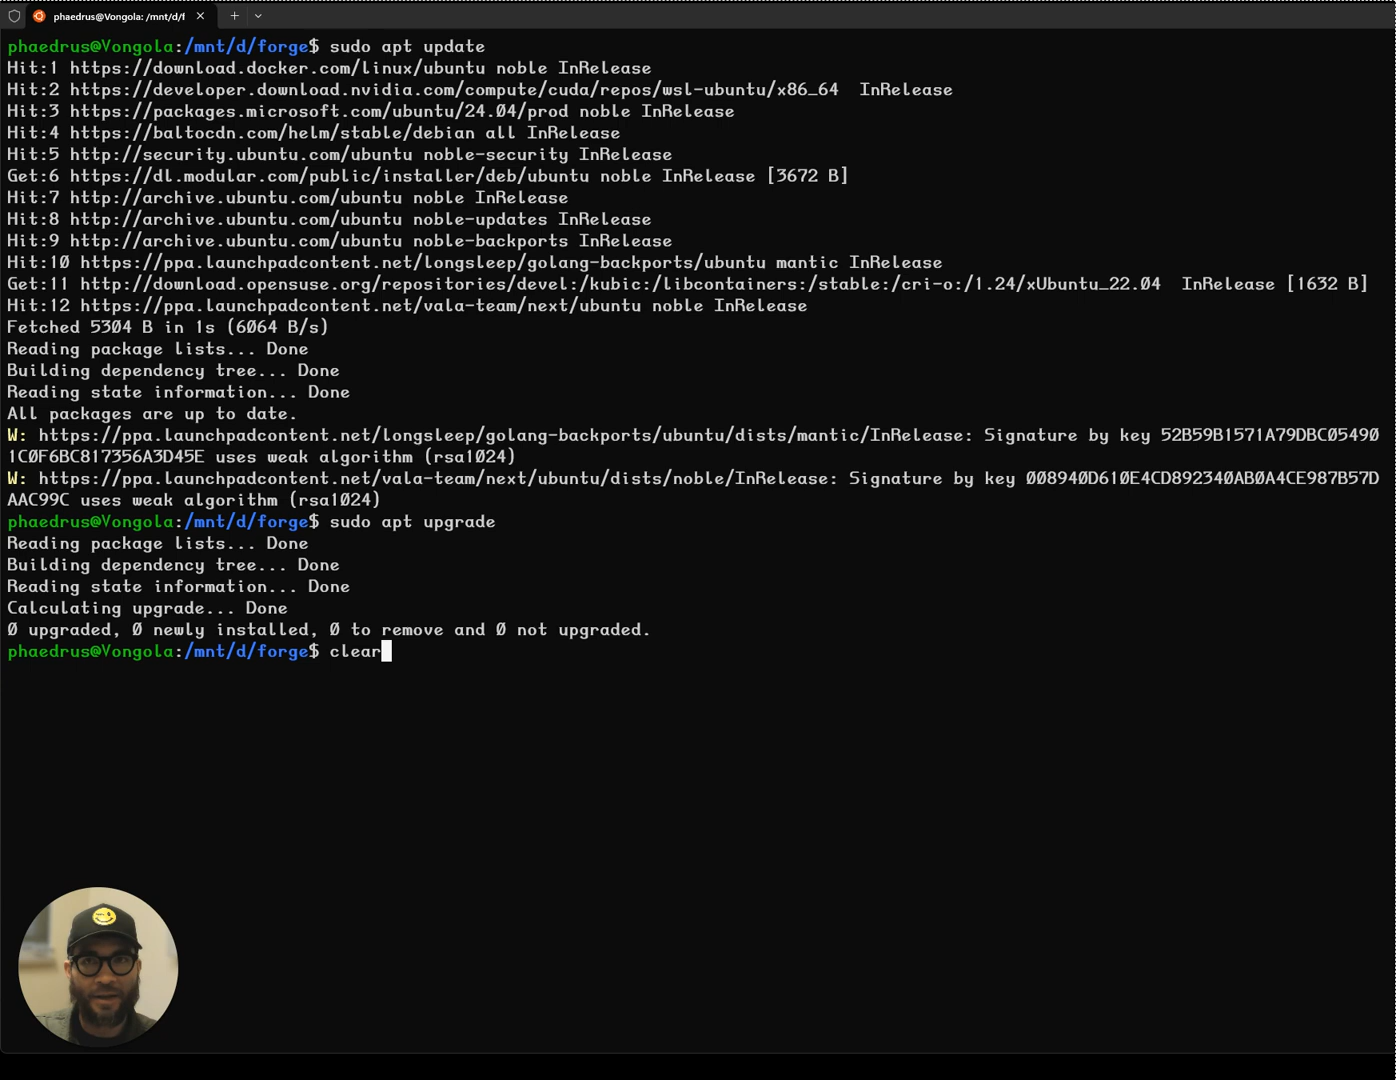 phaedrus@Vongola: /mnt/d/f
phaedrus@Vongola:/mnt/d/forge$ sudo apt update
Hit:1 https://download.docker.com/linux/ubuntu noble InRelease
Hit:2 https://developer.download.nvidia.com/compute/cuda/repos/wsl-ubuntu/x86_64  InRelease
Hit:3 https://packages.microsoft.com/ubuntu/24.04/prod noble InRelease
Hit:4 https://baltocdn.com/helm/stable/debian all InRelease
Hit:5 http://security.ubuntu.com/ubuntu noble-security InRelease
Get:6 https://dl.modular.com/public/installer/deb/ubuntu noble InRelease [3672 B]
Hit:7 http://archive.ubuntu.com/ubuntu noble InRelease
Hit:8 http://archive.ubuntu.com/ubuntu noble-updates InRelease
Hit:9 http://archive.ubuntu.com/ubuntu noble-backports InRelease
Hit:10 https://ppa.launchpadcontent.net/longsleep/golang-backports/ubuntu mantic InRelease
Get:11 http://download.opensuse.org/repositories/devel:/kubic:/libcontainers:/stable:/cri-o:/1.24/xUbuntu_22.04  InRelease [1632 B]
Hit:12 https://ppa.launchpadcontent.net/vala-team/next/ubuntu noble InRelease
Fetched 5304 B in 1s (6064 B/s)
Reading package lists... Done
Building dependency tree... Done
Reading state information... Done
All packages are up to date.
W: https://ppa.launchpadcontent.net/longsleep/golang-backports/ubuntu/dists/mantic/InRelease: Signature by key 52B59B1571A79DBC05490
1C0F6BC817356A3D45E uses weak algorithm (rsa1024)
W: https://ppa.launchpadcontent.net/vala-team/next/ubuntu/dists/noble/InRelease: Signature by key 008940D610E4CD892340AB0A4CE987B57D
AAC99C uses weak algorithm (rsa1024)
phaedrus@Vongola:/mnt/d/forge$ sudo apt upgrade
Reading package lists... Done
Building dependency tree... Done
Reading state information... Done
Calculating upgrade... Done
0 upgraded, 0 newly installed, 0 to remove and 0 not upgraded.
phaedrus@Vongola:/mnt/d/forge$ clear